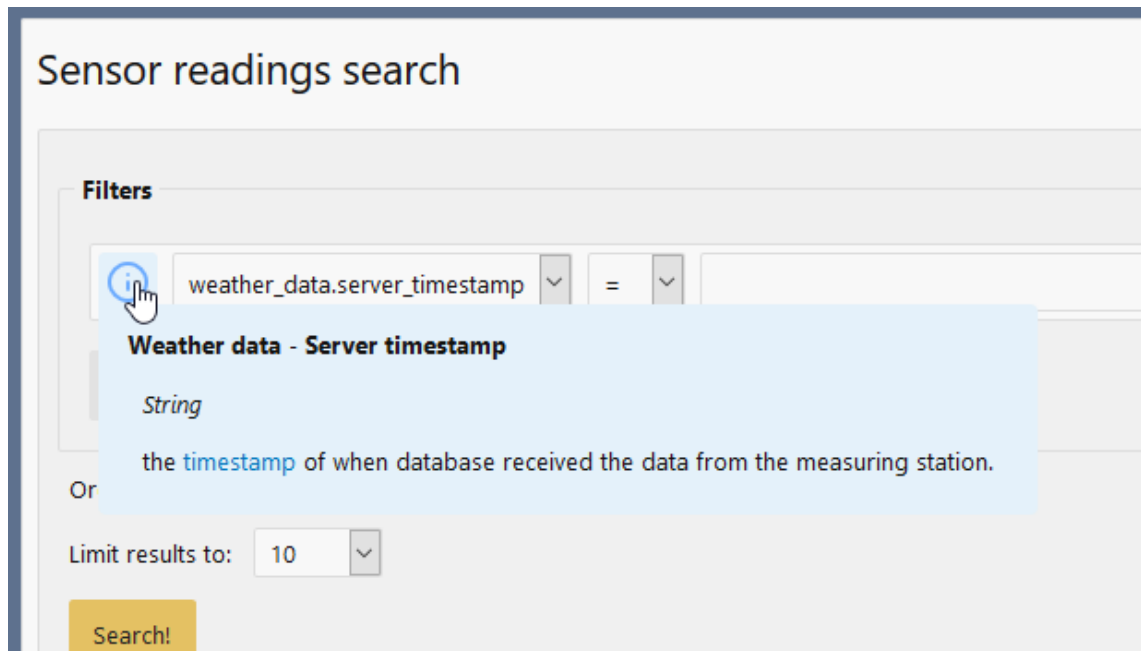 Sensor readings search
Filters
weather_data.server_timestamp =
Weather data - Server timestamp
String
the timestamp of when database received the data from the measuring station.
Limit results to: 10
Search!